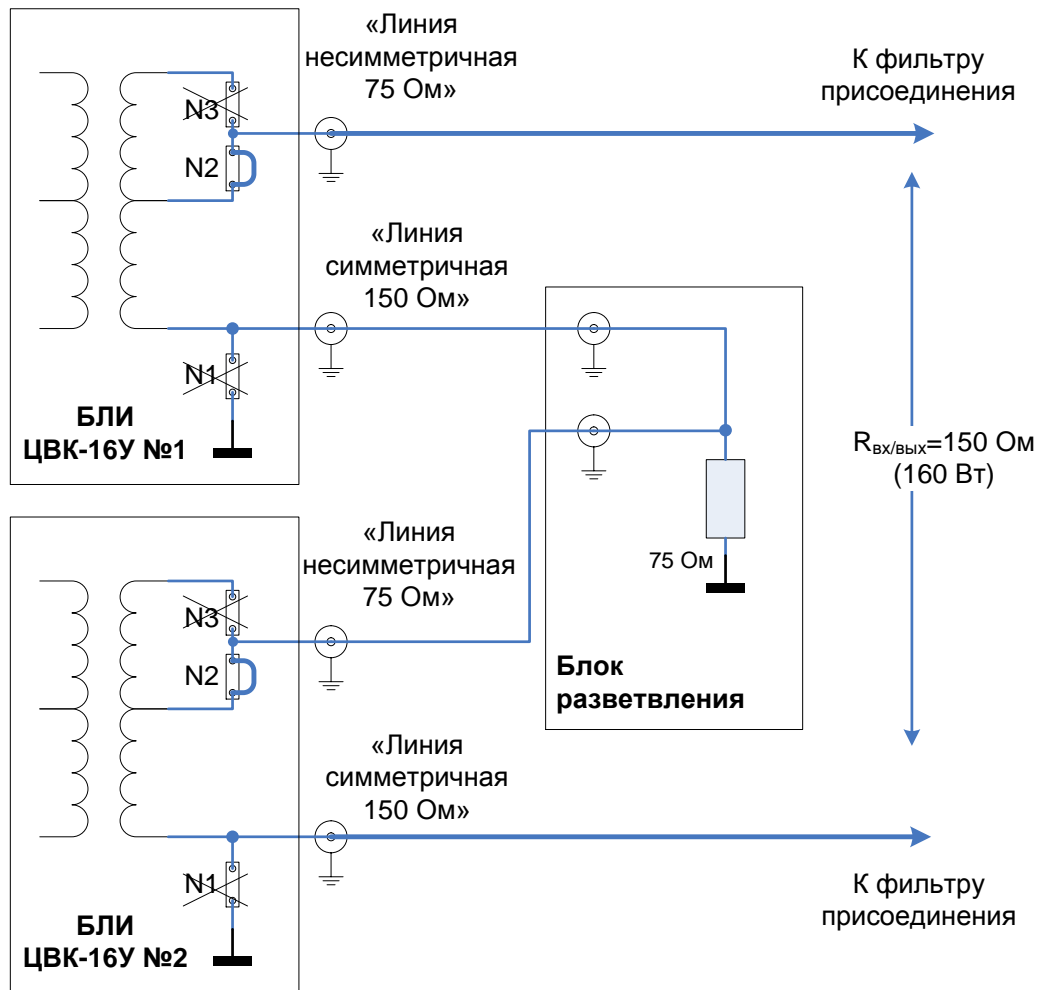 «Линия
несимметричная
75 Ом»
К фильтру
присоединения
N3
N2
«Линия
симметричная
150 Ом»
N1
БЛИ
ЦВК-16У №1
Rвх/вых=150 Ом
(160 Вт)
«Линия
несимметричная
75 Ом»
75 Ом
N3
N2
Блок
разветвления
«Линия
симметричная
150 Ом»
N1
К фильтру
присоединения
БЛИ
ЦВК-16У №2